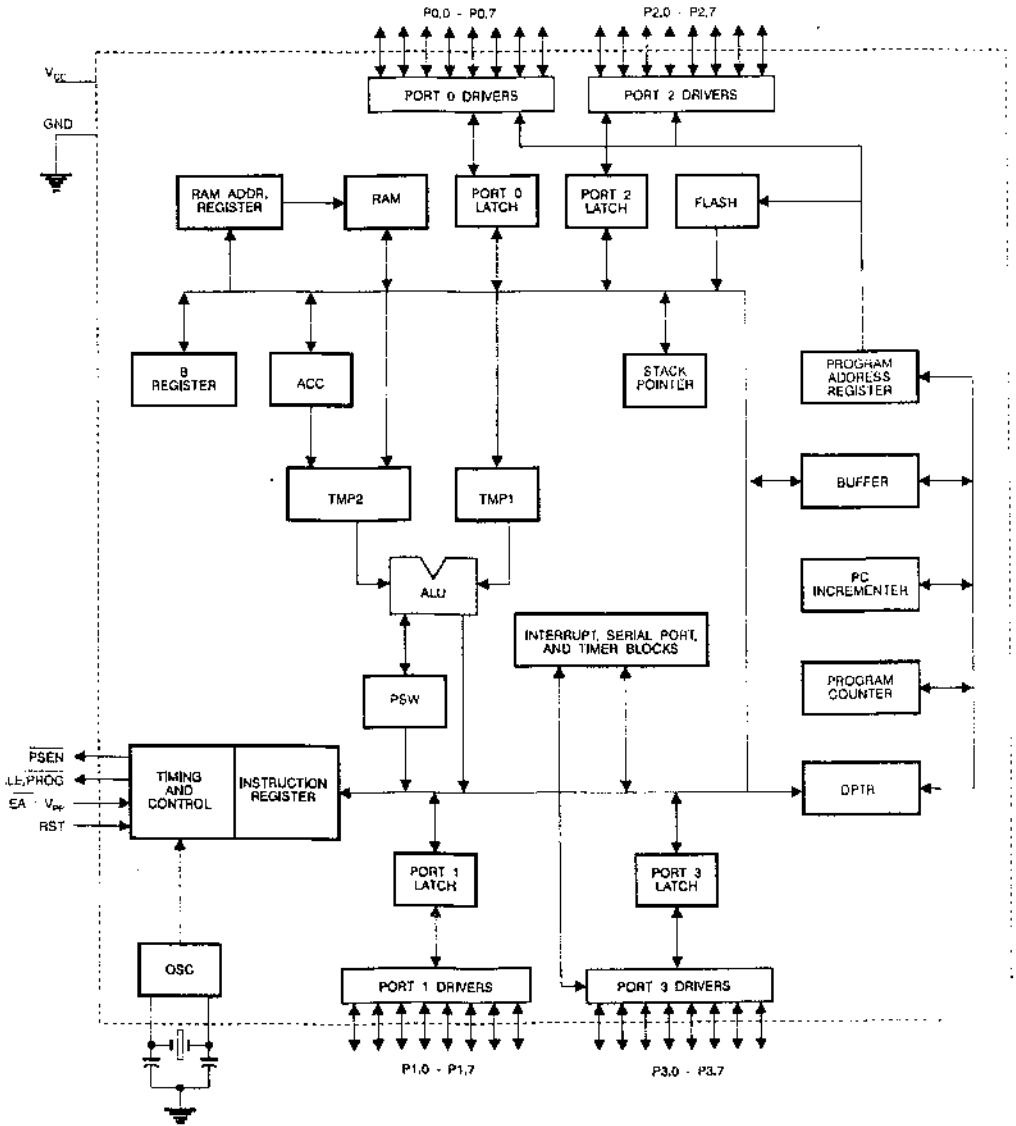 P0.0 - P0.7
P2.0 - P2.7
VCC
PORT 0 DRIVERS
PORT 2 DRIVERS
GND
RAM ADDR.
REGISTER
RAM
PORT 0
LATCH
PORT 2
LATCH
FLASH
B
REGISTER
ACC
STACK
POINTER
PROGRAM
ADDRESS
REGISTER
TMP2
TMP1
BUFFER
ALU
PC
INCREMENTER
INTERRUPT, SERIAL PORT,
AND TIMER BLOCKS
PSW
PROGRAM
COUNTER
PSEN
LE/PROG
EA VPP
RST
TIMING
AND
CONTROL
INSTRUCTION
REGISTER
DPTR
PORT 1
LATCH
PORT 3
LATCH
OSC
PORT 1 DRIVERS
PORT 3 DRIVERS
P1.0 - P1.7
P3.0 - P3.7